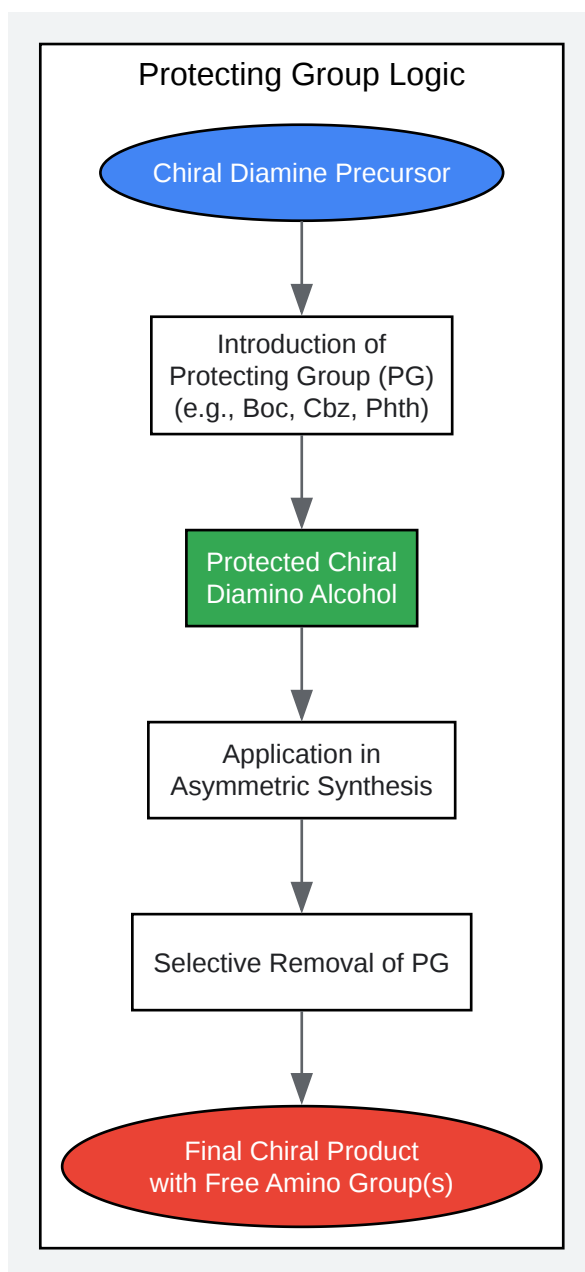 Protecting Group Logic
Chiral Diamine Precursor
Introduction of
Protecting Group (PG)
(e.g., Boc, Cbz, Phth)
Protected Chiral
Diamino Alcohol
Application in
Asymmetric Synthesis
Selective Removal of PG
Final Chiral Product
with Free Amino Group(s)